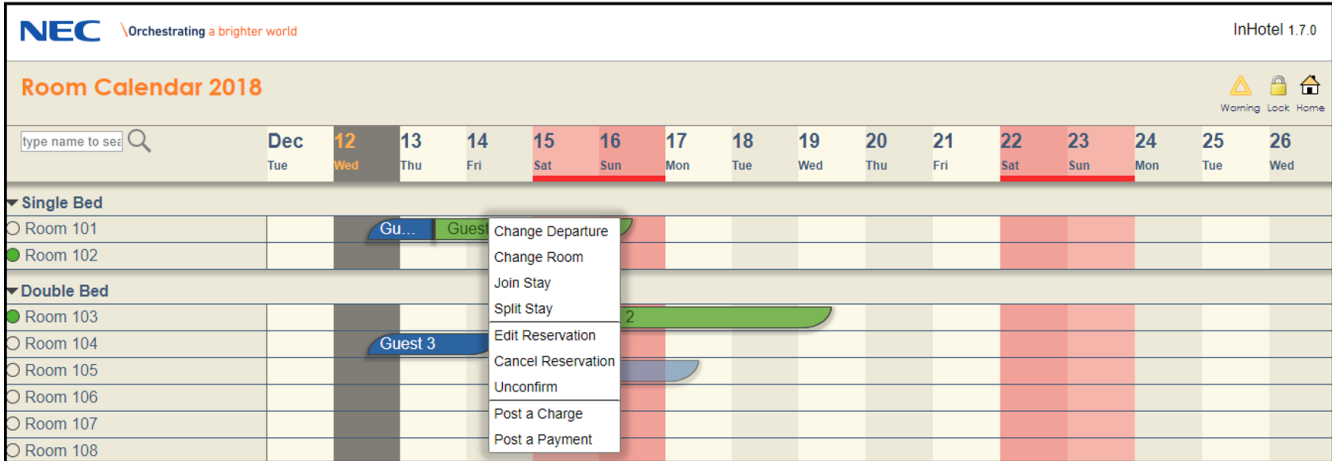 NEC \Orchestrating a brighter world InHotel 1.7.0
Room Calendar 2018
Warning Lock Home
type name to sea Dec 12 13 14 15 16 17 18 19 20 21 22 23 24 25 26
Tue Wed Thu Fri Sat Sun Mon Tue Wed Thu Fri Sat Sun Mon Tue Wed
Single Bed
Room 101 Gu... Guest
Room 102
Double Bed
Room 103 2
Room 104 Guest 3
Room 105
Room 106
Room 107
Room 108
Change Departure
Change Room
Join Stay
Split Stay
Edit Reservation
Cancel Reservation
Unconfirm
Post a Charge
Post a Payment